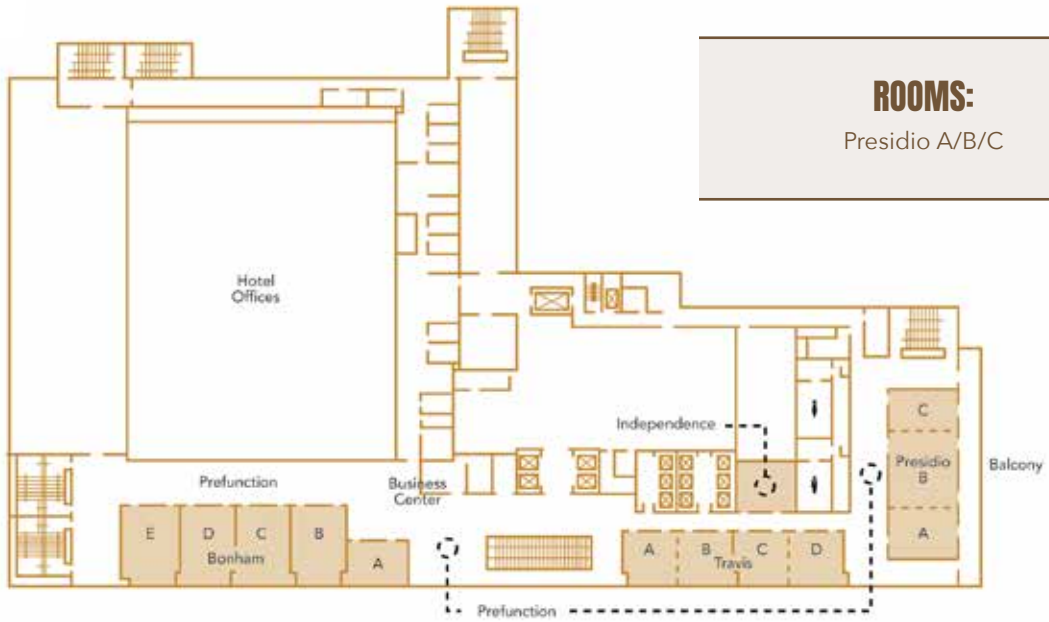 ROOMS:
Presidio A/B/C
Hotel
Offices
Independence
C
Presidio
B
A
Balcony
Prefunction
Business
Center
E
D
C
B
A
Bonham
A
B
C
D
Travis
Prefunction